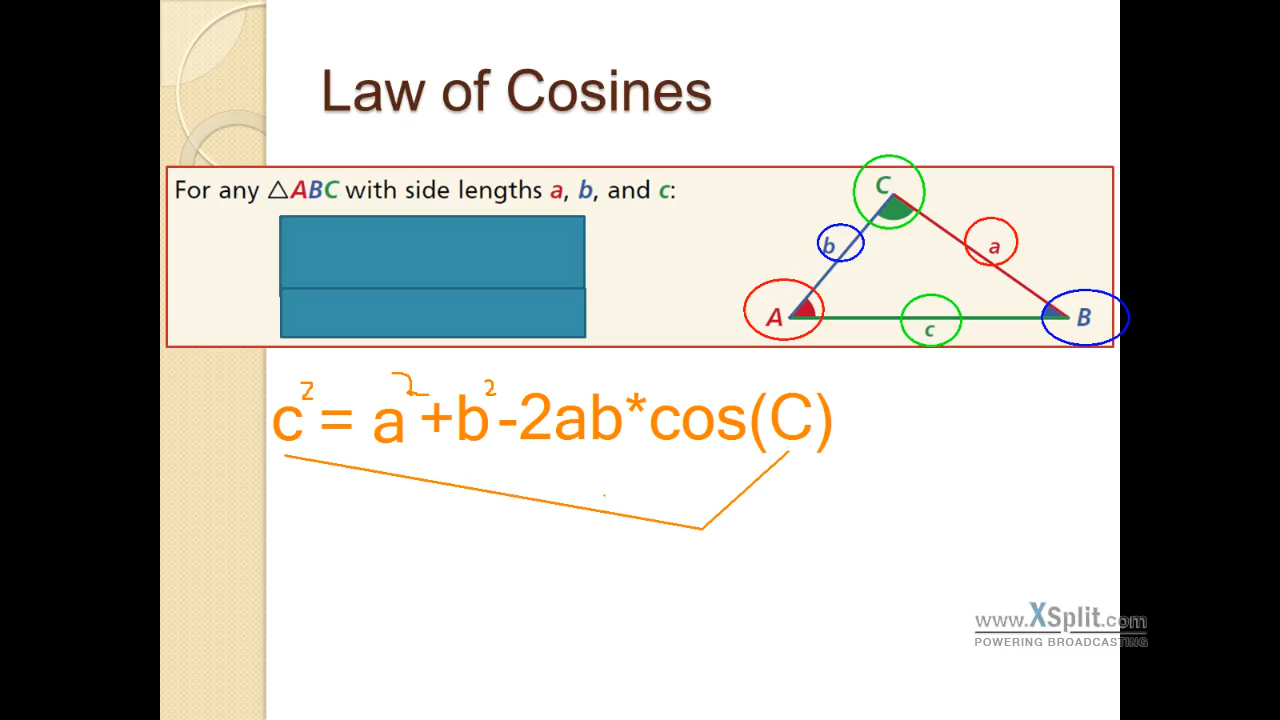 Law of Cosines
For any △ABC with side lengths a, b, and c:
C
b
a
A
c
B
c² = a²+b²-2ab*cos(C)
www.XSplit.com
POWERING BROADCASTING